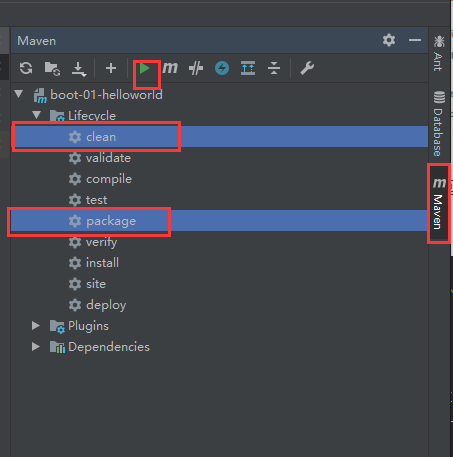 Maven
boot-01-helloworld
Lifecycle
clean
validate
compile
test
package
verify
install
site
deploy
Plugins
Dependencies
Ant
Database
m Maven